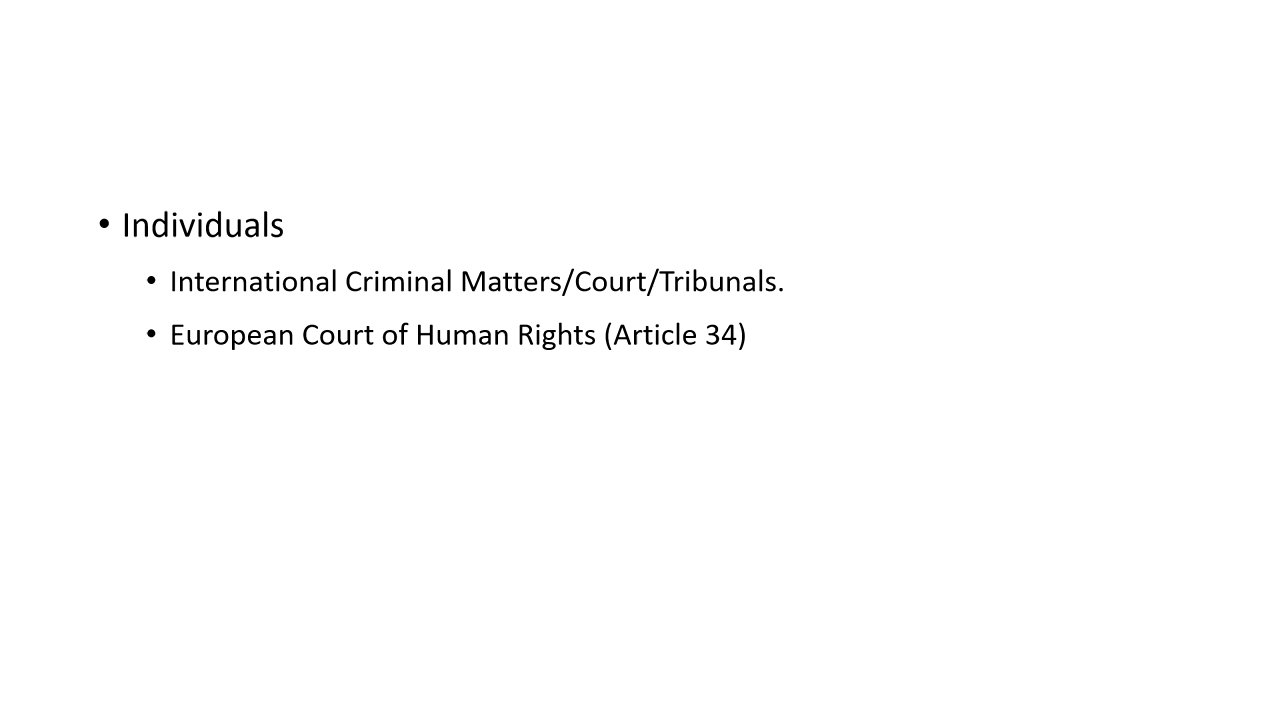 • Individuals
• International Criminal Matters/Court/Tribunals.
• European Court of Human Rights (Article 34)